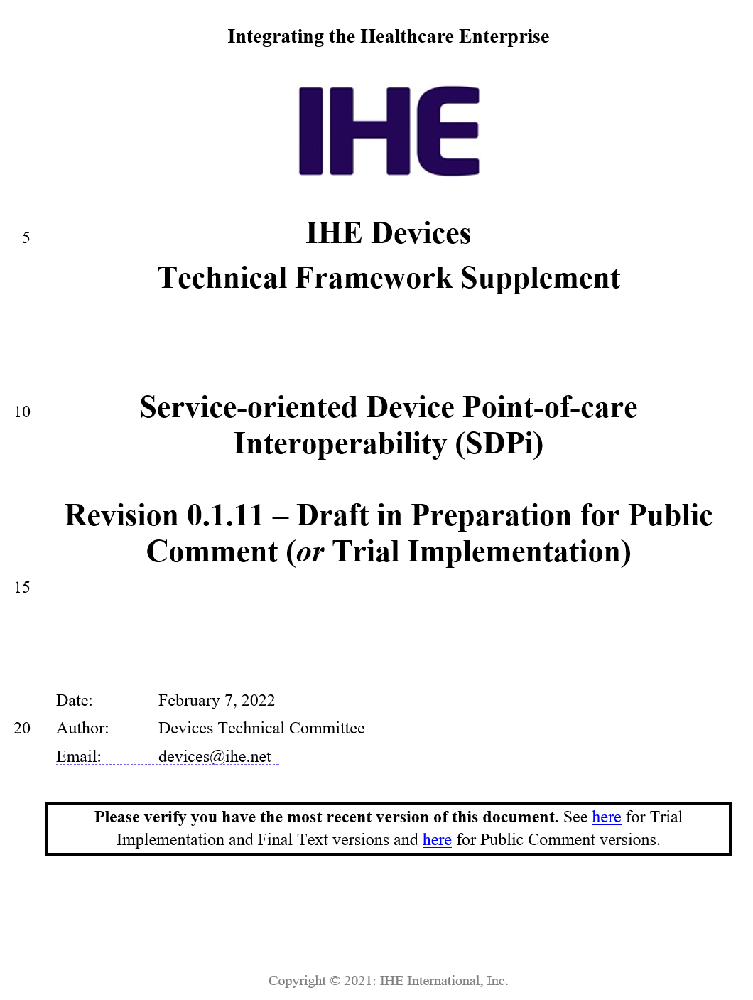 Integrating the Healthcare Enterprise
IHE
5 IHE Devices
Technical Framework Supplement
10 Service-oriented Device Point-of-care
Interoperability (SDPi)
Revision 0.1.11 – Draft in Preparation for Public
Comment (or Trial Implementation)
15
Date: February 7, 2022
20 Author: Devices Technical Committee
Email: devices@ihe.net
Please verify you have the most recent version of this document. See here for Trial
Implementation and Final Text versions and here for Public Comment versions.
Copyright © 2021: IHE International, Inc.